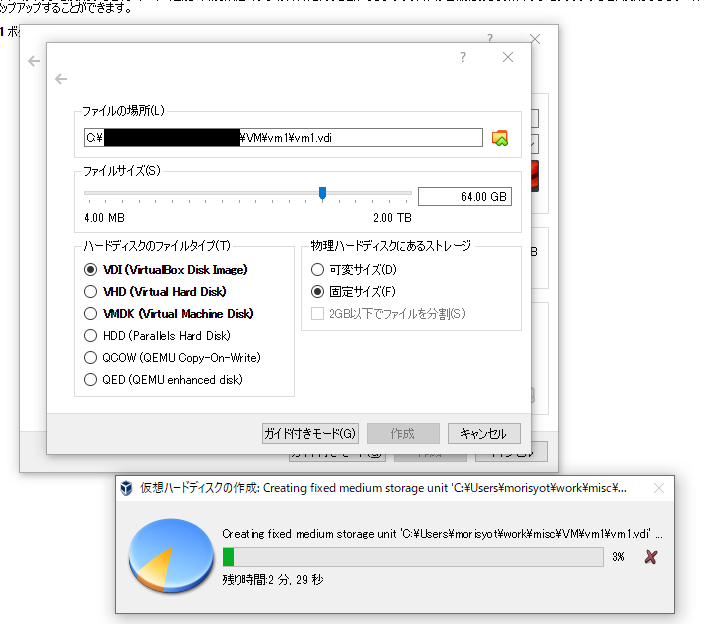 ップアップすることができます。
ファイルの場所(L)
C:¥ ¥VM¥vm1¥vm1.vdi
ファイルサイズ(S)
64.00 GB
4.00 MB 2.00 TB
ハードディスクのファイルタイプ(T)
VDI (VirtualBox Disk Image)
VHD (Virtual Hard Disk)
VMDK (Virtual Machine Disk)
HDD (Parallels Hard Disk)
QCOW (QEMU Copy-On-Write)
QED (QEMU enhanced disk)
物理ハードディスクにあるストレージ
可変サイズ(D)
固定サイズ(F)
2GB以下でファイルを分割(S)
ガイド付きモード(G) 作成 キャンセル
仮想ハードディスクの作成: Creating fixed medium storage unit 'C:¥Users¥morisyot¥work¥misc¥...
Creating fixed medium storage unit 'C:¥Users¥morisyot¥work¥misc¥VM¥vm1¥vm1.vdi' ...
3%
残り時間:2 分, 29 秒